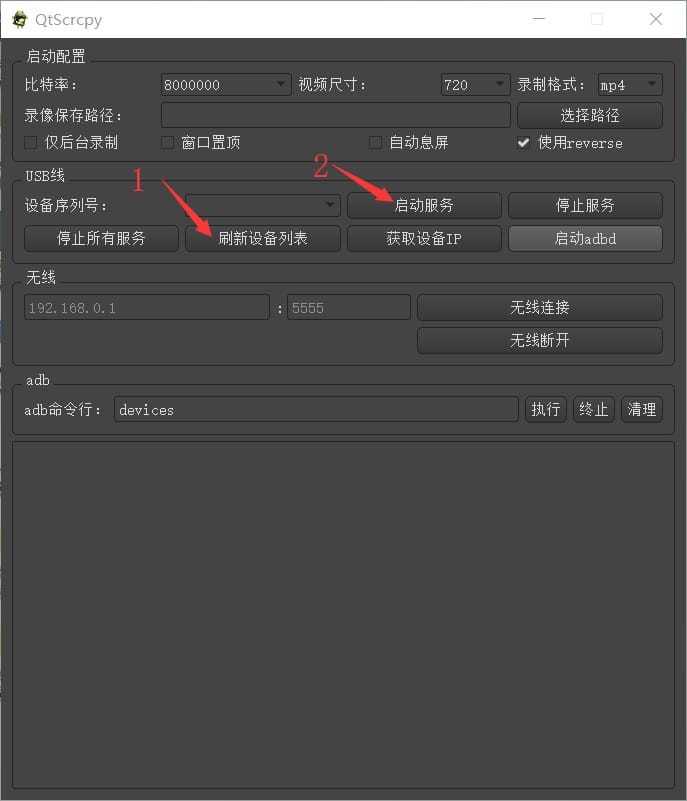 QtScrcpy
启动配置
比特率： 8000000 视频尺寸： 720 录制格式： mp4
录像保存路径： 选择路径
仅后台录制 窗口置顶 自动息屏 使用reverse
USB线
1 2
设备序列号： 启动服务 停止服务
停止所有服务 刷新设备列表 获取设备IP 启动adbd
无线
192.168.0.1 : 5555 无线连接
无线断开
adb
adb命令行： devices 执行 终止 清理